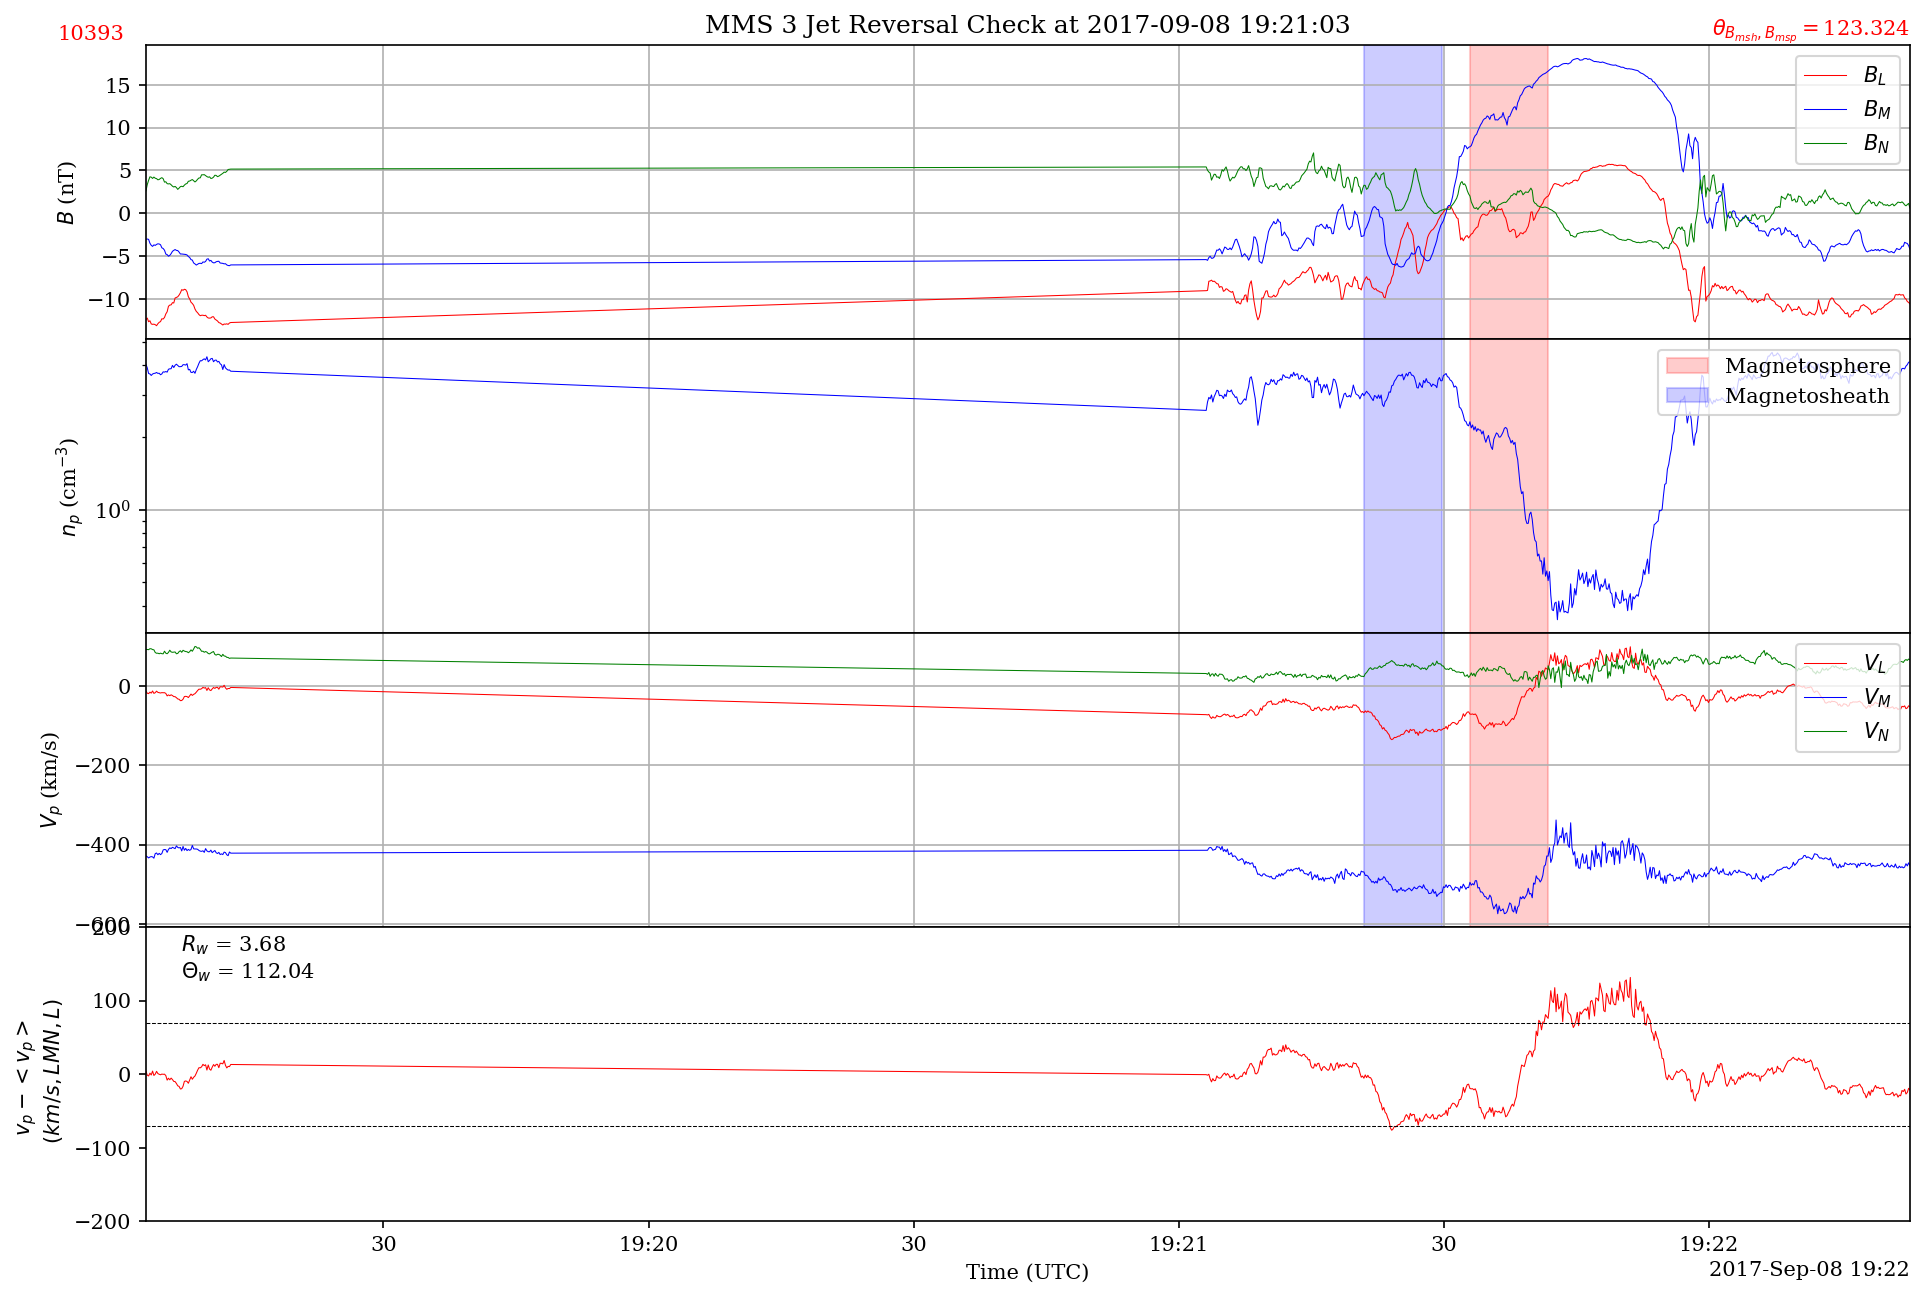 10393
MMS 3 Jet Reversal Check at 2017-09-08 19:21:03
θ_{B_{msh}, B_{msp}} = 123.324
B (nT)
15
10
5
0
−5
−10
B_L
B_M
B_N
n_p (cm^{−3})
10^0
Magnetosphere
Magnetosheath
V_p (km/s)
0
−200
−400
−600
V_L
V_M
V_N
v_p − < v_p >
(km/s, LMN, L)
200
100
0
−100
−200
R_w = 3.68
Θ_w = 112.04
30
19:20
30
19:21
30
19:22
Time (UTC)
2017-Sep-08 19:22